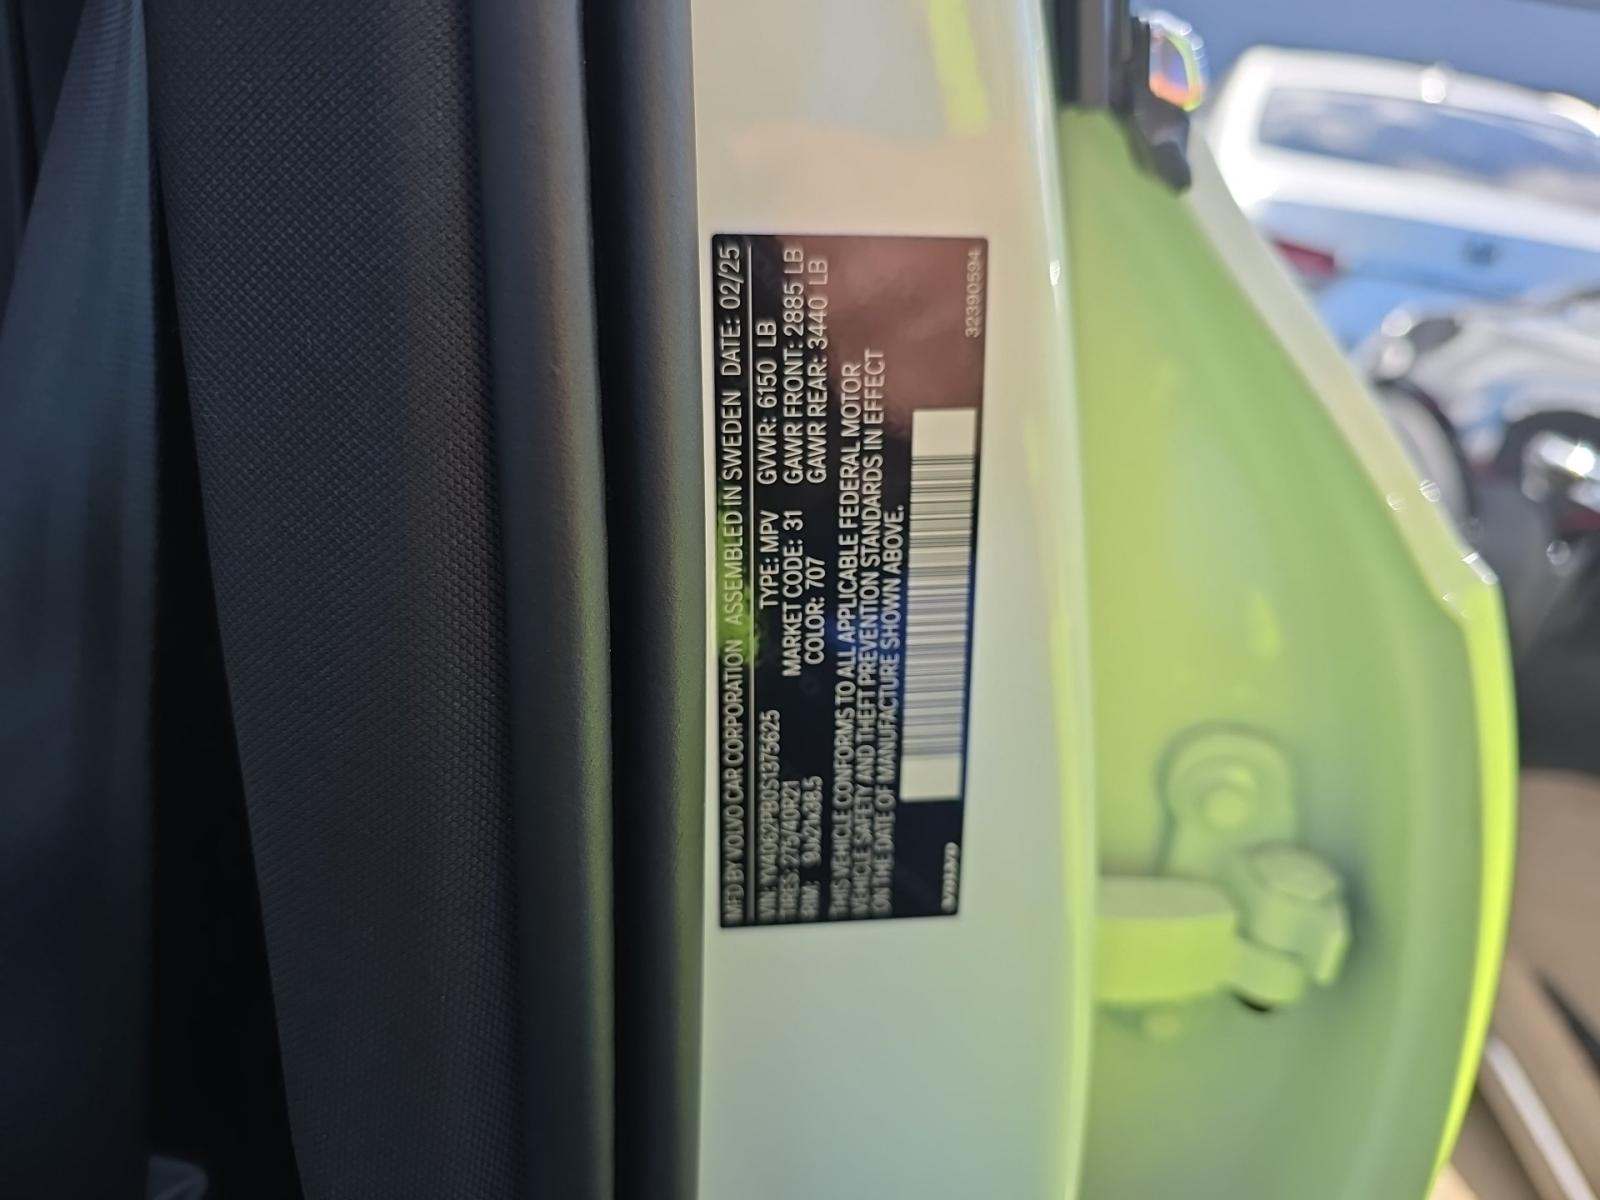 MFD BY VOLVO CAR CORPORATION ASSEMBLED IN SWEDEN DATE: 02/25
VIN: YV4062PB0S1375625 TYPE: MPV GVWR: 6150 LB
TIRES: 275/40R21 MARKET CODE: 31 GAWR FRONT: 2885 LB
RIM: 9Jx21x38.5 COLOR: 707 GAWR REAR: 3440 LB
THIS VEHICLE CONFORMS TO ALL APPLICABLE FEDERAL MOTOR
VEHICLE SAFETY AND THEFT PREVENTION STANDARDS IN EFFECT
ON THE DATE OF MANUFACTURE SHOWN ABOVE.
32390594